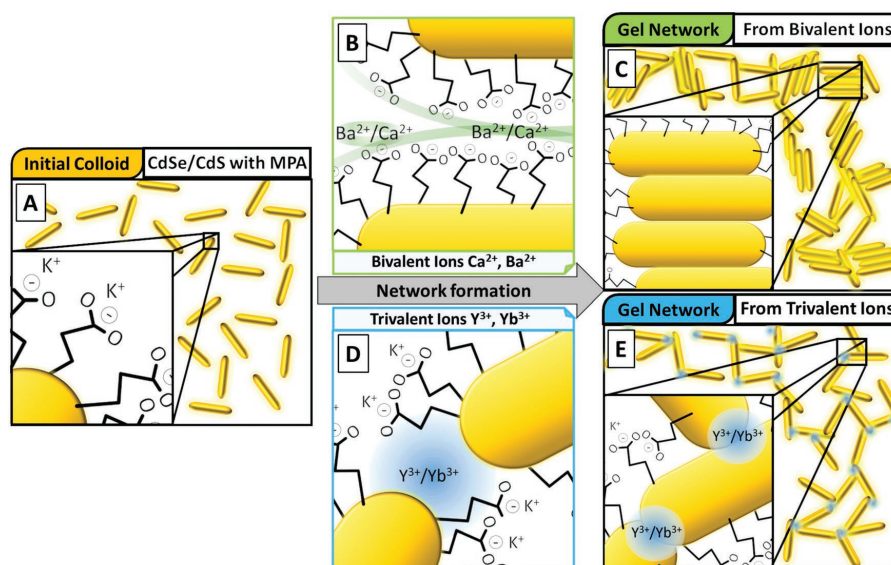 Initial Colloid CdSe/CdS with MPA
A
K⁺
O
⊖
O
K⁺
O
⊖
O
O
O
B
O
O
⊖
O
O
⊖
O
O
⊖
O
O
⊖
Ba²⁺/Ca²⁺ Ba²⁺/Ca²⁺
⊖
O
O
⊖
O
O
⊖
O
O
⊖
O
O
Bivalent Ions Ca²⁺, Ba²⁺
Network formation
Trivalent Ions Y³⁺, Yb³⁺
D
K⁺
K⁺
K⁺
K⁺
O
O
⊖
Y³⁺/Yb³⁺
O
O
⊖
K⁺
K⁺
K⁺
Gel Network From Bivalent Ions
C
Gel Network From Trivalent Ions
E
K⁺
O
⊖
O
⊖
O
Y³⁺/Yb³⁺
Y³⁺/Yb³⁺